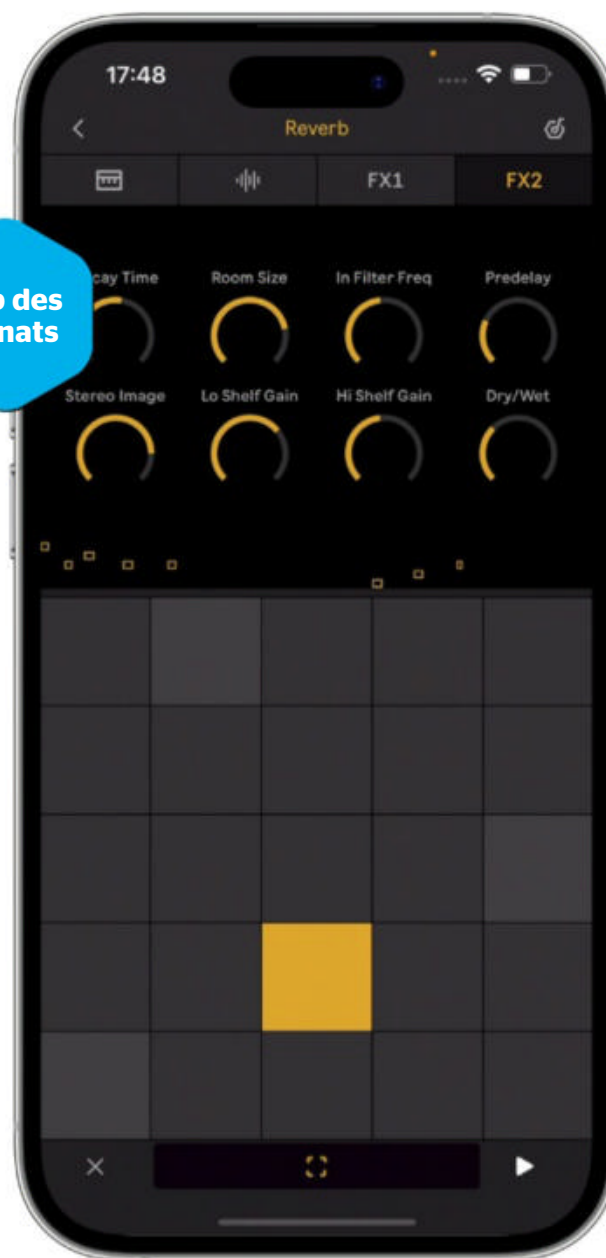 17:48
Reverb
FX1
FX2
des
cay Time
Room Size
In Filter Freq
Predelay
nats
Stereo Image
Lo Shelf Gain
Hi Shelf Gain
Dry/Wet